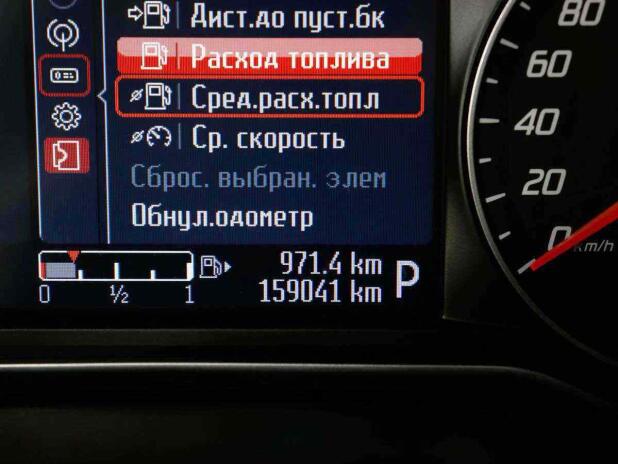 Дист.до пуст.бк
Расход топлива
Сред.расх.топл
Ср. скорость
Сброс. выбран. элем
Обнул.одометр
0 1/2 1
971.4 km
159041 km
P
80
60
40
20
0
km/h